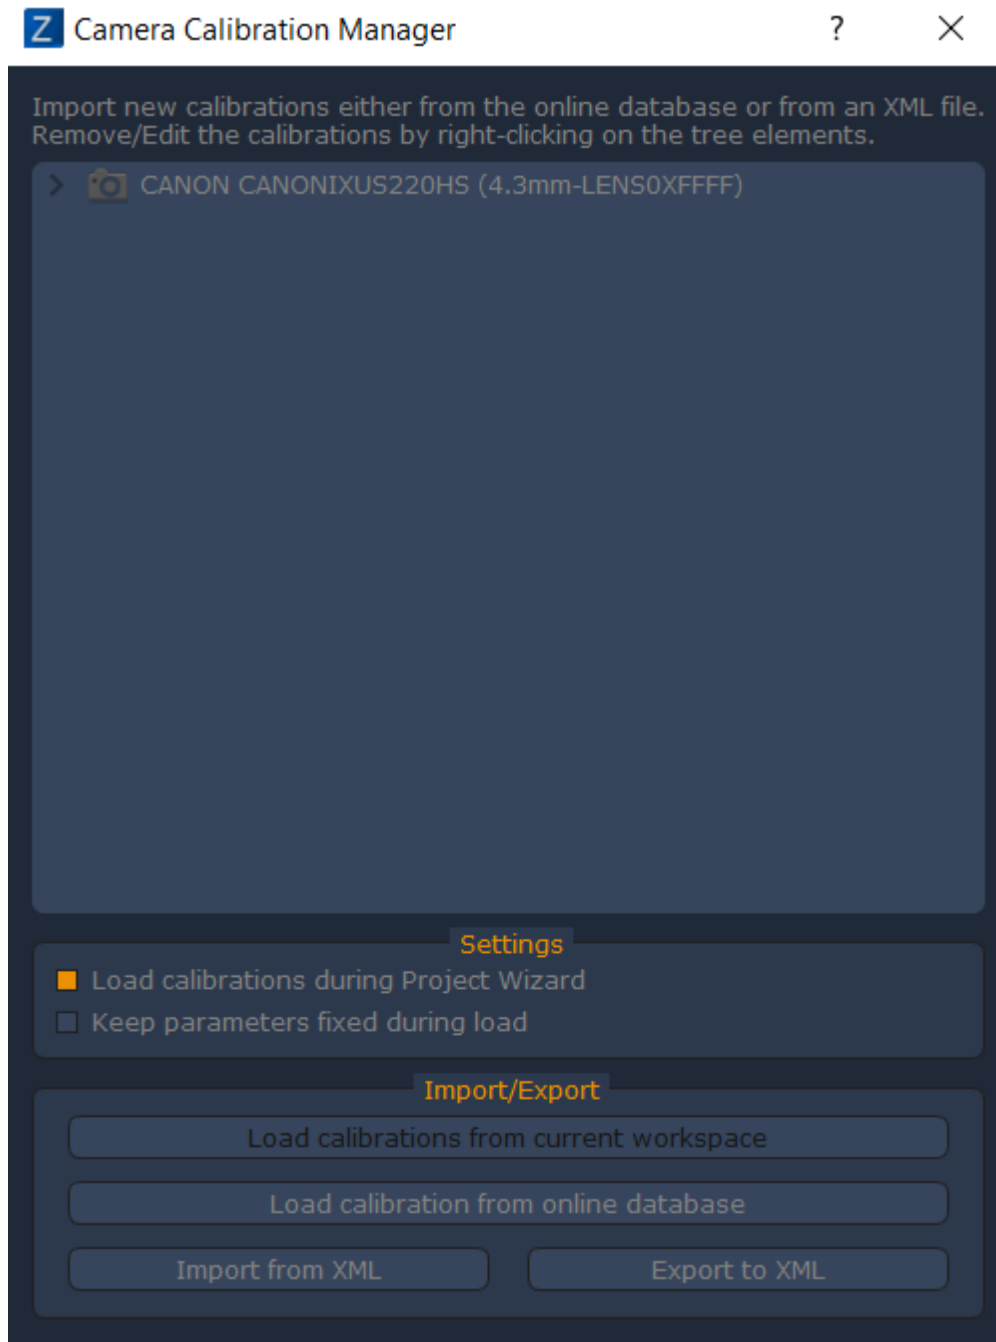 Z Camera Calibration Manager ?
Import new calibrations either from the online database or from an XML file.
Remove/Edit the calibrations by right-clicking on the tree elements.
CANON CANONIXUS220HS (4.3mm-LENS0XFFFF)
Settings
Load calibrations during Project Wizard
Keep parameters fixed during load
Import/Export
Load calibrations from current workspace
Load calibration from online database
Import from XML Export to XML